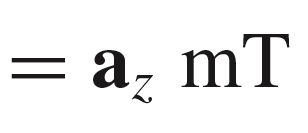 = a_z mT